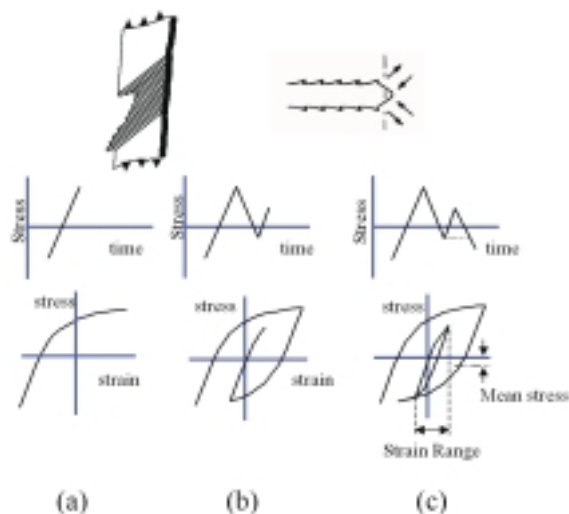 Stress
time
Stress
time
Stress
time
stress
strain
stress
strain
stress
Mean stress
Strain Range
(a)
(b)
(c)